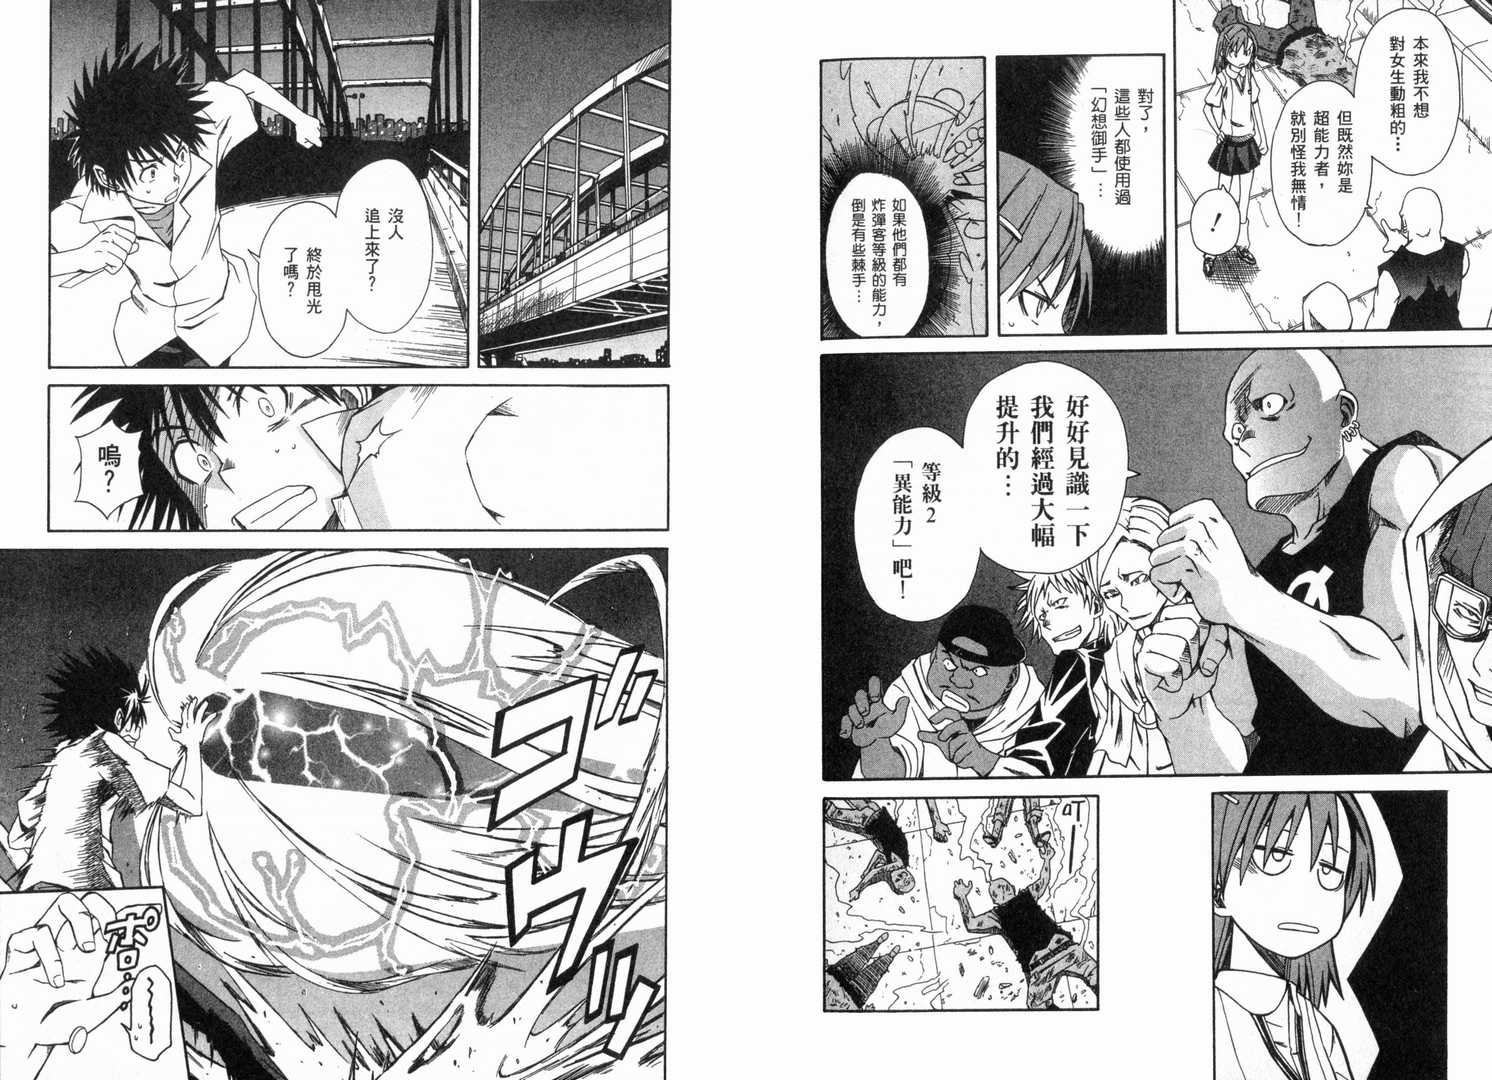 本來我不想
對女生動粗的…
但既然妳是
超能力者，
就別怪我無情！
！
對了，
這些人都使用過
「幻想御手」…
如果他們都有
炸彈客等級的能力，
倒是有些棘手…
好好見識一下
我們經過大幅
提升的…
等級2
「異能力」吧！
沒人
追上來了？
終於甩光
了嗎？
嗚？
ゴウッ
ポロ……